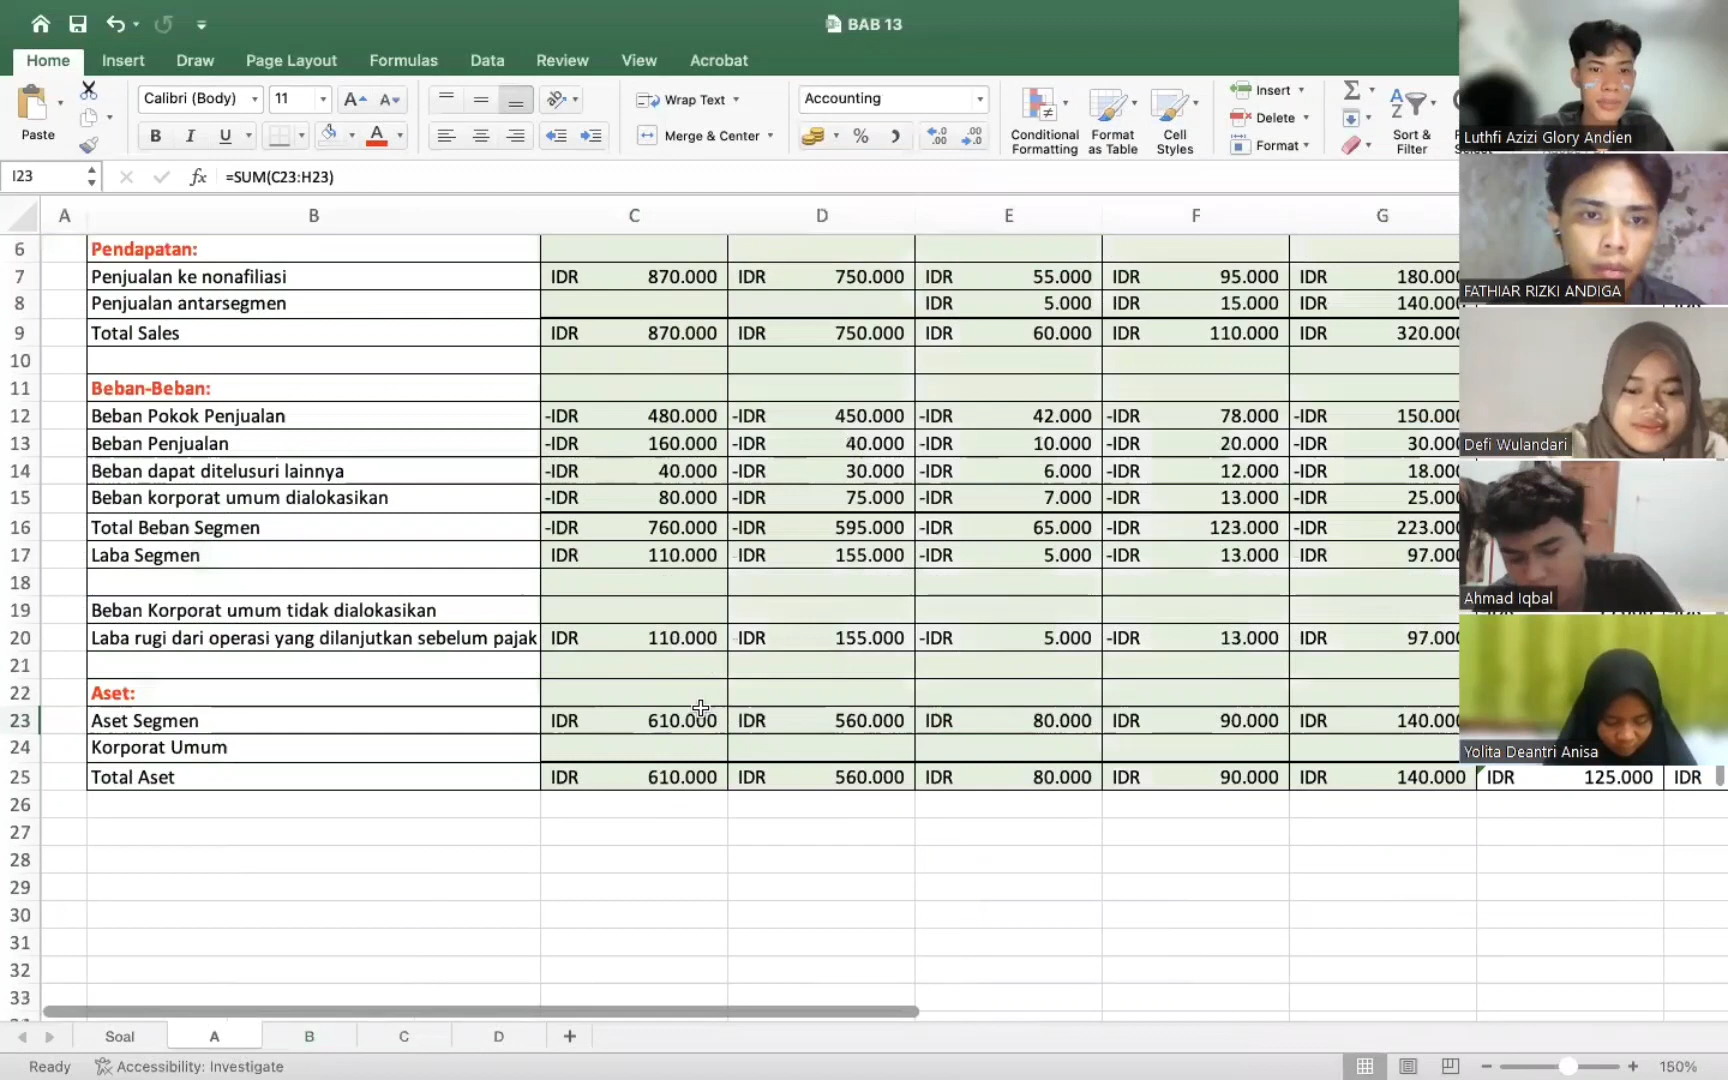 BAB 13
Home Insert Draw Page Layout Formulas Data Review View Acrobat
Paste
Calibri (Body) 11 A A
B I U A
Wrap Text
Merge & Center
Accounting
%
Conditional Formatting
Format as Table
Cell Styles
Insert
Delete
Format
Sort & Filter
I23 fx =SUM(C23:H23)
A B C D E F G
6 Pendapatan:
7 Penjualan ke nonafiliasi IDR 870.000 IDR 750.000 IDR 55.000 IDR 95.000 IDR 180.000
8 Penjualan antarsegmen IDR 5.000 IDR 15.000 IDR 140.000
9 Total Sales IDR 870.000 IDR 750.000 IDR 60.000 IDR 110.000 IDR 320.000
10
11 Beban-Beban:
12 Beban Pokok Penjualan -IDR 480.000 -IDR 450.000 -IDR 42.000 -IDR 78.000 -IDR 150.000
13 Beban Penjualan -IDR 160.000 -IDR 40.000 -IDR 10.000 -IDR 20.000 -IDR 30.000
14 Beban dapat ditelusuri lainnya -IDR 40.000 -IDR 30.000 -IDR 6.000 -IDR 12.000 -IDR 18.000
15 Beban korporat umum dialokasikan -IDR 80.000 -IDR 75.000 -IDR 7.000 -IDR 13.000 -IDR 25.000
16 Total Beban Segmen -IDR 760.000 -IDR 595.000 -IDR 65.000 -IDR 123.000 -IDR 223.000
17 Laba Segmen IDR 110.000 IDR 155.000 -IDR 5.000 -IDR 13.000 IDR 97.000
18
19 Beban Korporat umum tidak dialokasikan
20 Laba rugi dari operasi yang dilanjutkan sebelum pajak IDR 110.000 IDR 155.000 -IDR 5.000 -IDR 13.000 IDR 97.000
21
22 Aset:
23 Aset Segmen IDR 610.000 IDR 560.000 IDR 80.000 IDR 90.000 IDR 140.000
24 Korporat Umum
25 Total Aset IDR 610.000 IDR 560.000 IDR 80.000 IDR 90.000 IDR 140.000 IDR 125.000 IDR
26
27
28
29
30
31
32
33
Soal A B C D +
Ready Accessibility: Investigate 150%
Luthfi Azizi Glory Andien
FATHIAR RIZKI ANDIGA
Defi Wulandari
Ahmad Iqbal
Yolita Deantri Anisa